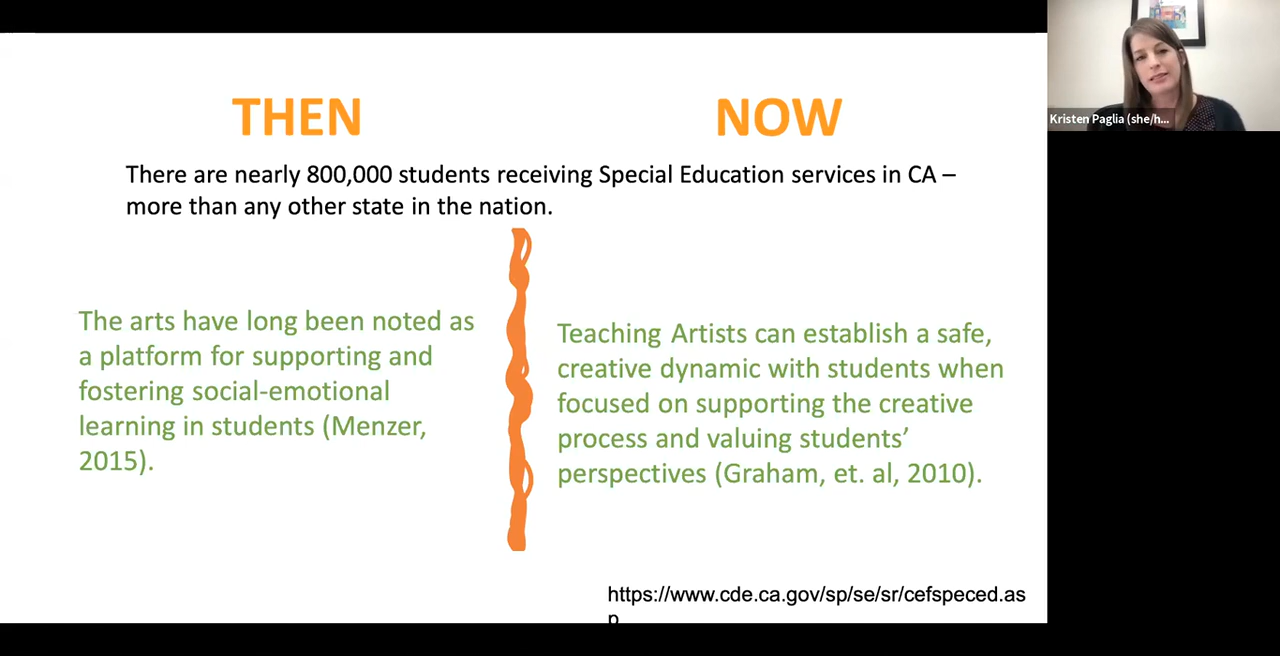 THEN
NOW
There are nearly 800,000 students receiving Special Education services in CA –
more than any other state in the nation.
The arts have long been noted as
a platform for supporting and
fostering social-emotional
learning in students (Menzer,
2015).
Teaching Artists can establish a safe,
creative dynamic with students when
focused on supporting the creative
process and valuing students’
perspectives (Graham, et. al, 2010).
https://www.cde.ca.gov/sp/se/sr/cefspeced.as
p
Kristen Paglia (she/h...